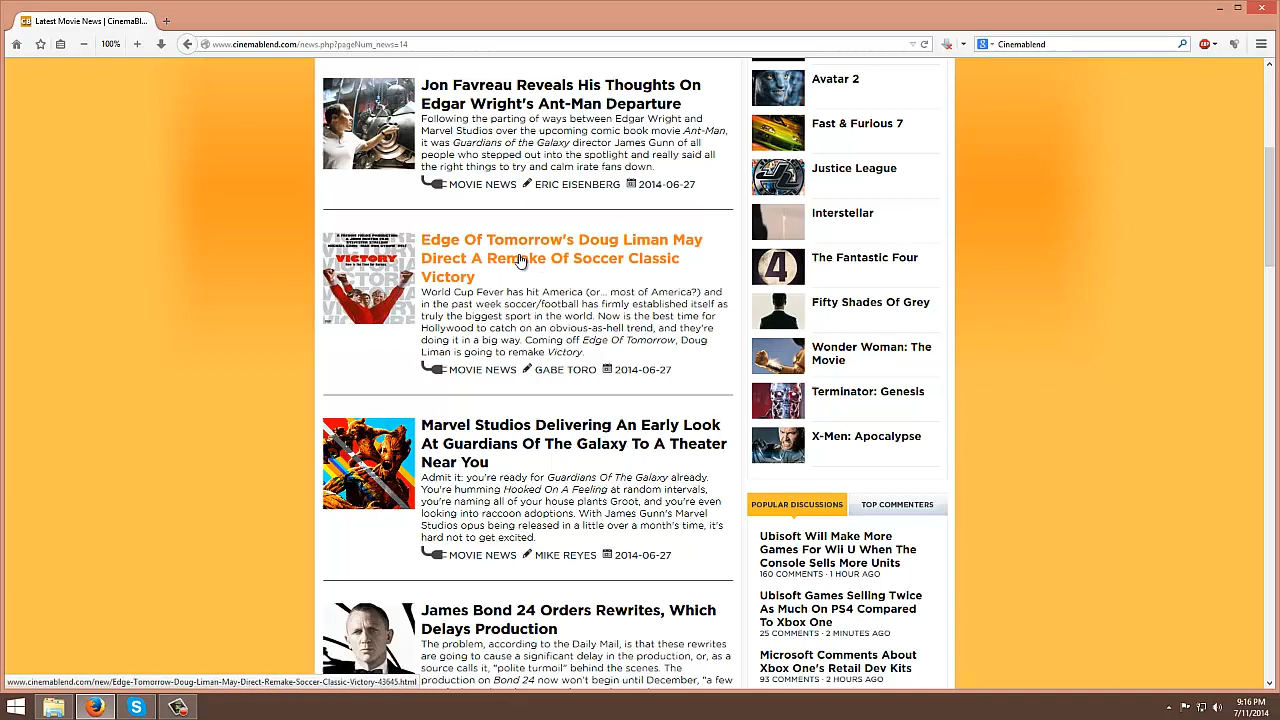 Latest Movie News | CinemaBl...
100%
www.cinemablend.com/news.php?pageNum_news=14
Cinemablend
Jon Favreau Reveals His Thoughts On
Edgar Wright's Ant-Man Departure
Following the parting of ways between Edgar Wright and
Marvel Studios over the upcoming comic book movie Ant-Man,
it was Guardians of the Galaxy director James Gunn of all
people who stepped out into the spotlight and really said all
the right things to try and calm irate fans down.
MOVIE NEWS ERIC EISENBERG 2014-06-27
VICTORY
Edge Of Tomorrow's Doug Liman May
Direct A Remake Of Soccer Classic
Victory
World Cup Fever has hit America (or... most of America?) and
in the past week soccer/football has firmly established itself as
truly the biggest sport in the world. Now is the best time for
Hollywood to catch on an obvious-as-hell trend, and they're
doing it in a big way. Coming off Edge Of Tomorrow, Doug
Liman is going to remake Victory.
MOVIE NEWS GABE TORO 2014-06-27
Marvel Studios Delivering An Early Look
At Guardians Of The Galaxy To A Theater
Near You
Admit it: you're ready for Guardians Of The Galaxy already.
You're humming Hooked On A Feeling at random intervals,
you're naming all of your house plants Groot, and you're even
looking into raccoon adoptions. With James Gunn's Marvel
Studios opus being released in a little over a month's time, it's
hard not to get excited.
MOVIE NEWS MIKE REYES 2014-06-27
James Bond 24 Orders Rewrites, Which
Delays Production
The problem, according to the Daily Mail, is that these rewrites
are going to cause a significant delay in the production, or, as a
source calls it, "polite turmoil" behind the scenes. The
production on Bond 24 now won't begin until December, "a few
Avatar 2
Fast & Furious 7
Justice League
Interstellar
4
The Fantastic Four
Fifty Shades Of Grey
Wonder Woman: The
Movie
Terminator: Genesis
X-Men: Apocalypse
POPULAR DISCUSSIONS TOP COMMENTERS
Ubisoft Will Make More
Games For Wii U When The
Console Sells More Units
160 COMMENTS · 1 HOUR AGO
Ubisoft Games Selling Twice
As Much On PS4 Compared
To Xbox One
25 COMMENTS · 2 MINUTES AGO
Microsoft Comments About
Xbox One's Retail Dev Kits
93 COMMENTS · 2 HOURS AGO
www.cinemablend.com/new/Edge-Tomorrow-Doug-Liman-May-Direct-Remake-Soccer-Classic-Victory-43645.html
9:16 PM
7/11/2014